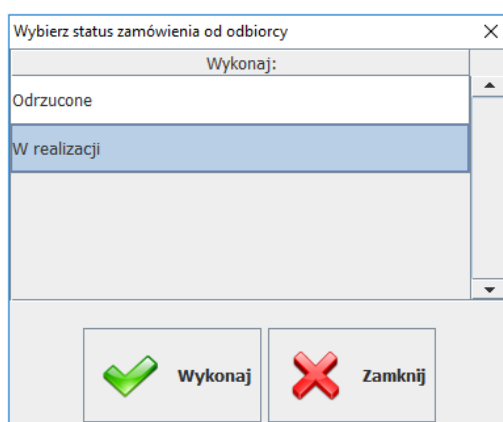 Wybierz status zamówienia od odbiorcy
Wykonaj:
Odrzucone
W realizacji
Wykonaj
Zamknij